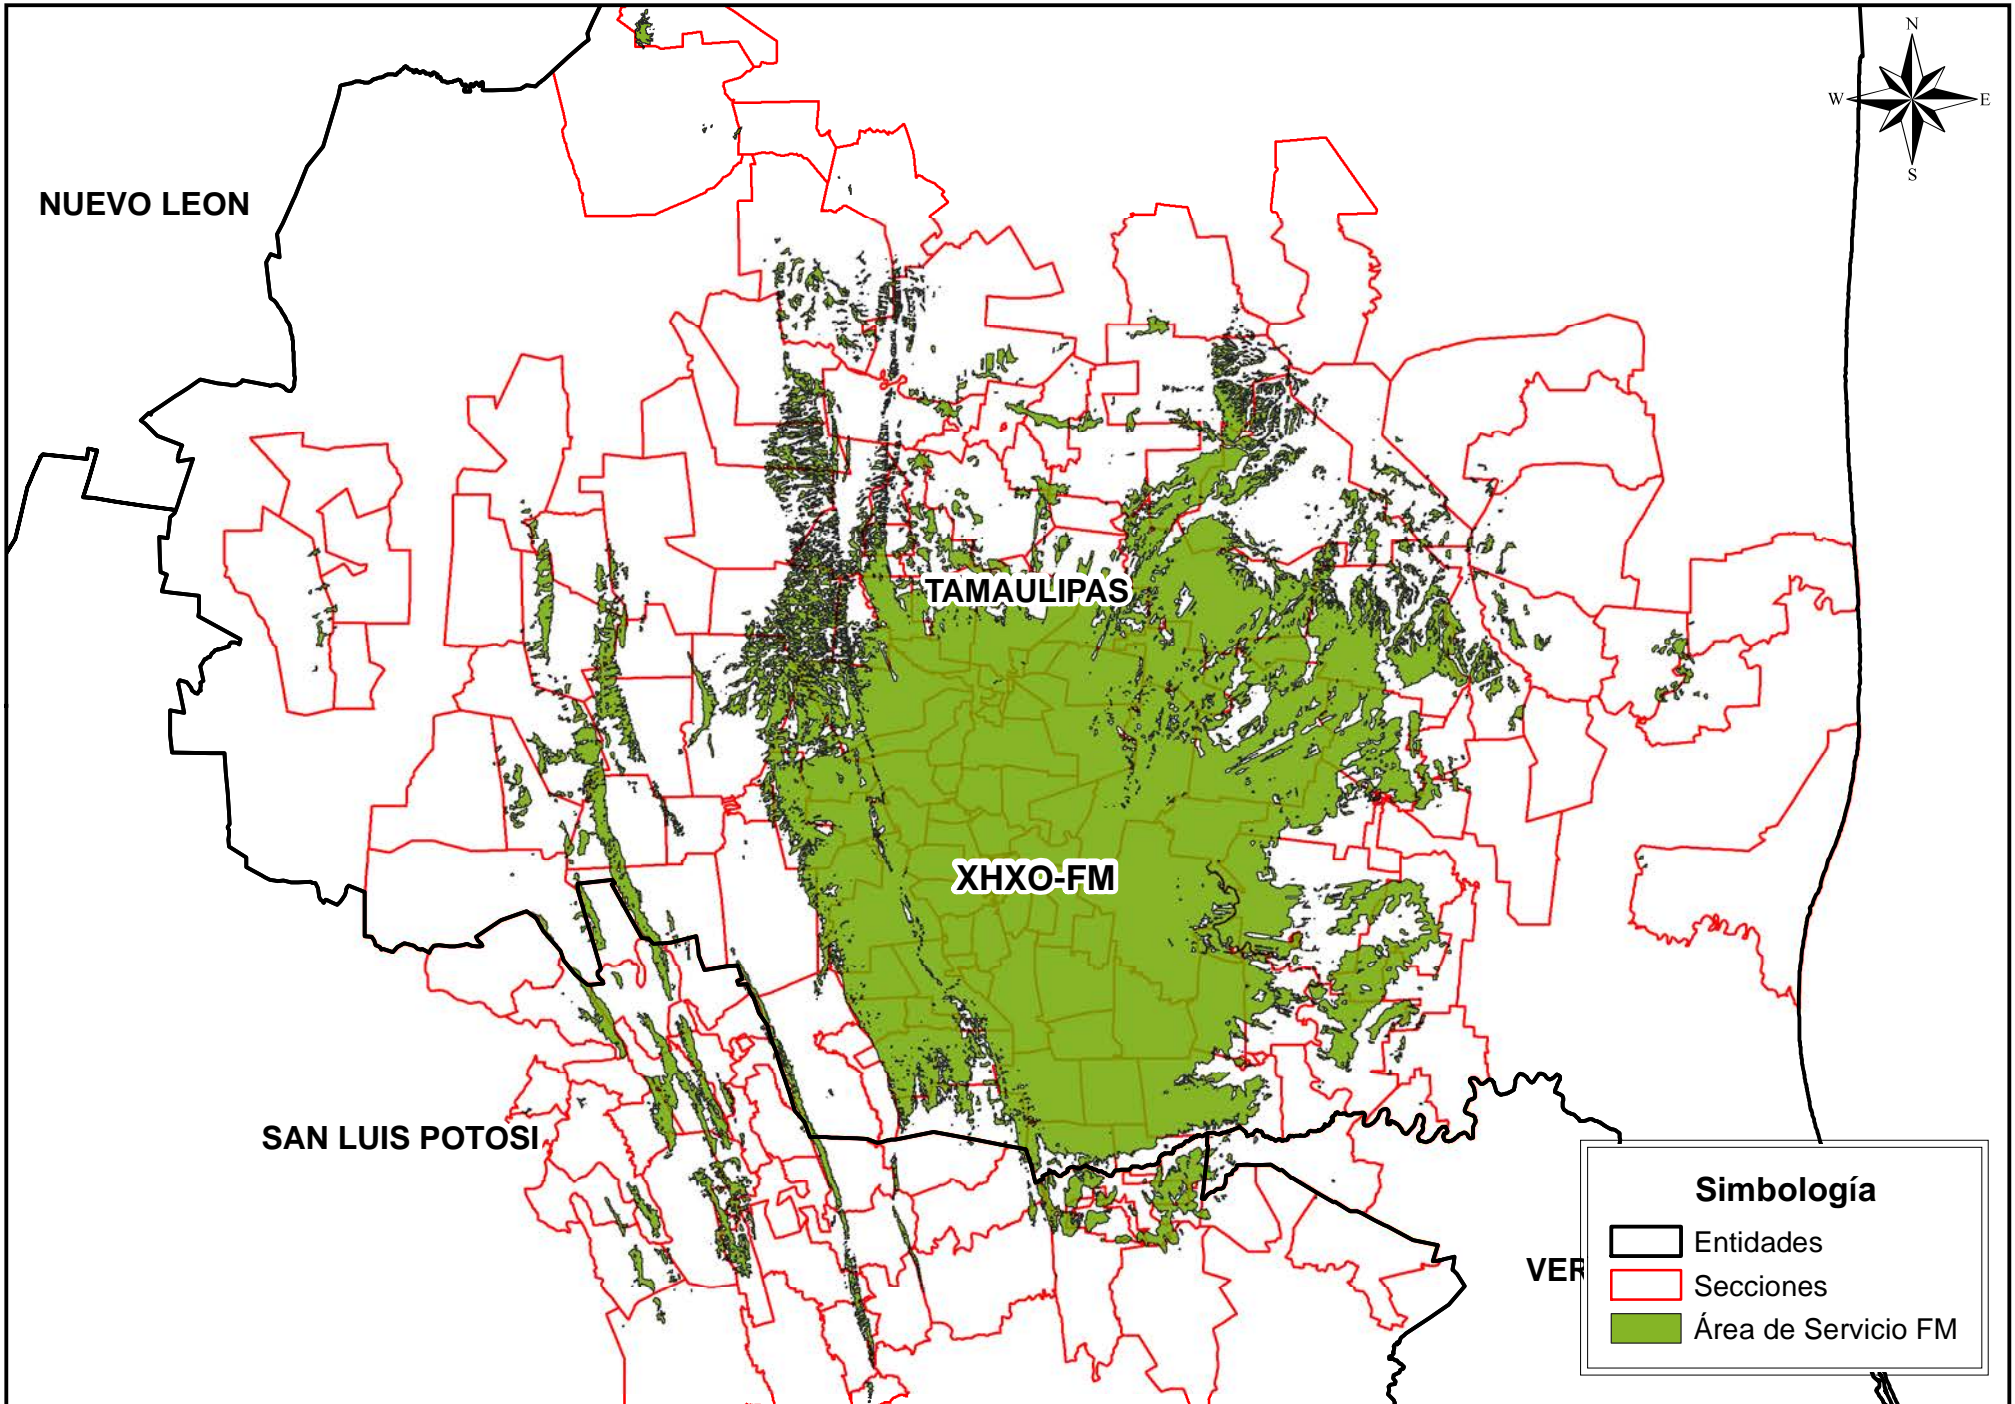 N
W
E
S
NUEVO LEON
TAMAULIPAS
XHXO-FM
SAN LUIS POTOSI
VER
Simbología
Entidades
Secciones
Área de Servicio FM